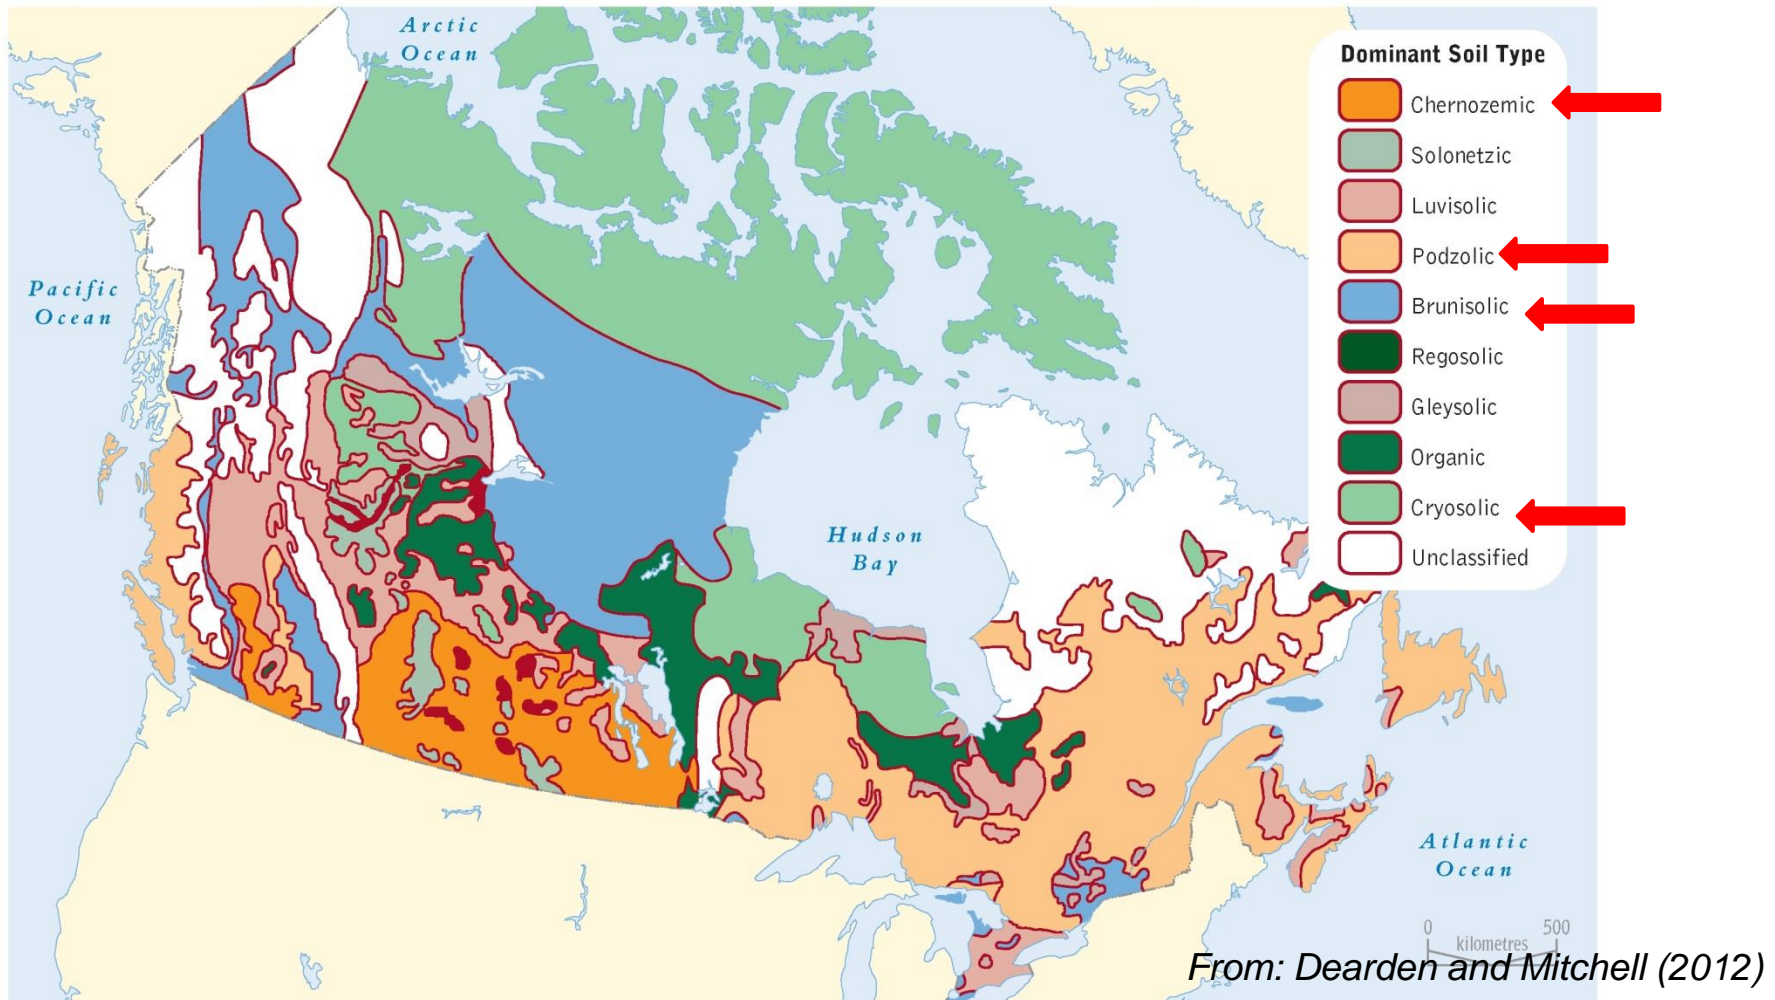 Arctic
Ocean
Pacific
Ocean
Hudson
Bay
Atlantic
Ocean
Dominant Soil Type
Chernozemic
Solonetzic
Luvisolic
Podzolic
Brunisolic
Regosolic
Gleysolic
Organic
Cryosolic
Unclassified
0 500
kilometres
From: Dearden and Mitchell (2012)